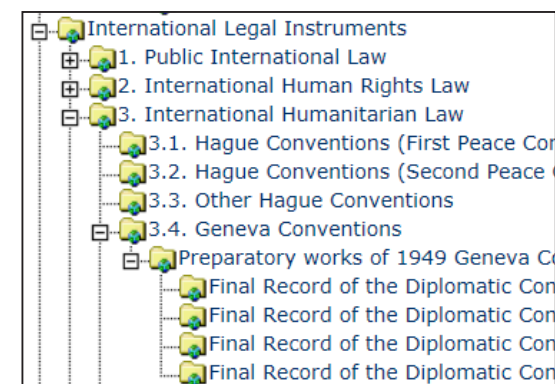 International Legal Instruments
1. Public International Law
2. International Human Rights Law
3. International Humanitarian Law
3.1. Hague Conventions (First Peace Con
3.2. Hague Conventions (Second Peace
3.3. Other Hague Conventions
3.4. Geneva Conventions
Preparatory works of 1949 Geneva Co
Final Record of the Diplomatic Con
Final Record of the Diplomatic Con
Final Record of the Diplomatic Con
Final Record of the Diplomatic Con